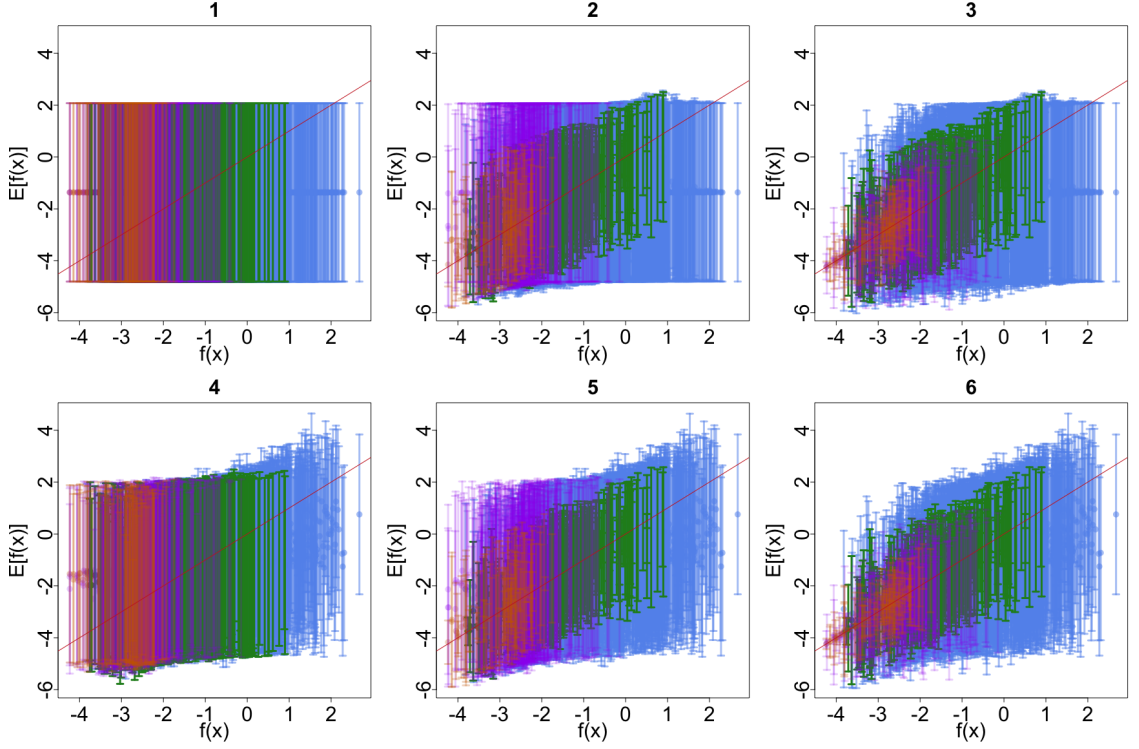 1 2 3
4 4 4
2 2 2
0 0 0
-2 -2 -2
-4 -4 -4
-6 -6 -6
E[f(x)] E[f(x)] E[f(x)]
-4 -3 -2 -1 0 1 2 -4 -3 -2 -1 0 1 2 -4 -3 -2 -1 0 1 2
f(x) f(x) f(x)
4 5 6
4 4 4
2 2 2
0 0 0
-2 -2 -2
-4 -4 -4
-6 -6 -6
E[f(x)] E[f(x)] E[f(x)]
-4 -3 -2 -1 0 1 2 -4 -3 -2 -1 0 1 2 -4 -3 -2 -1 0 1 2
f(x) f(x) f(x)